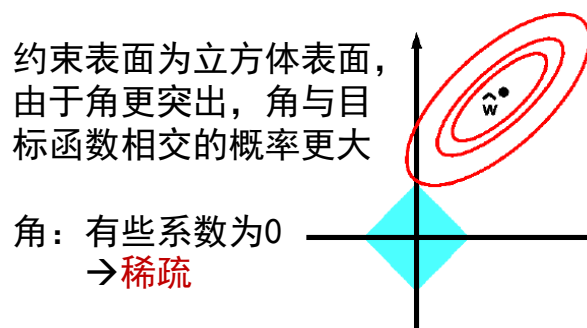 约束表面为立方体表面，
由于角更突出，角与目
标函数相交的概率更大
ŵ
角：有些系数为0
→稀疏